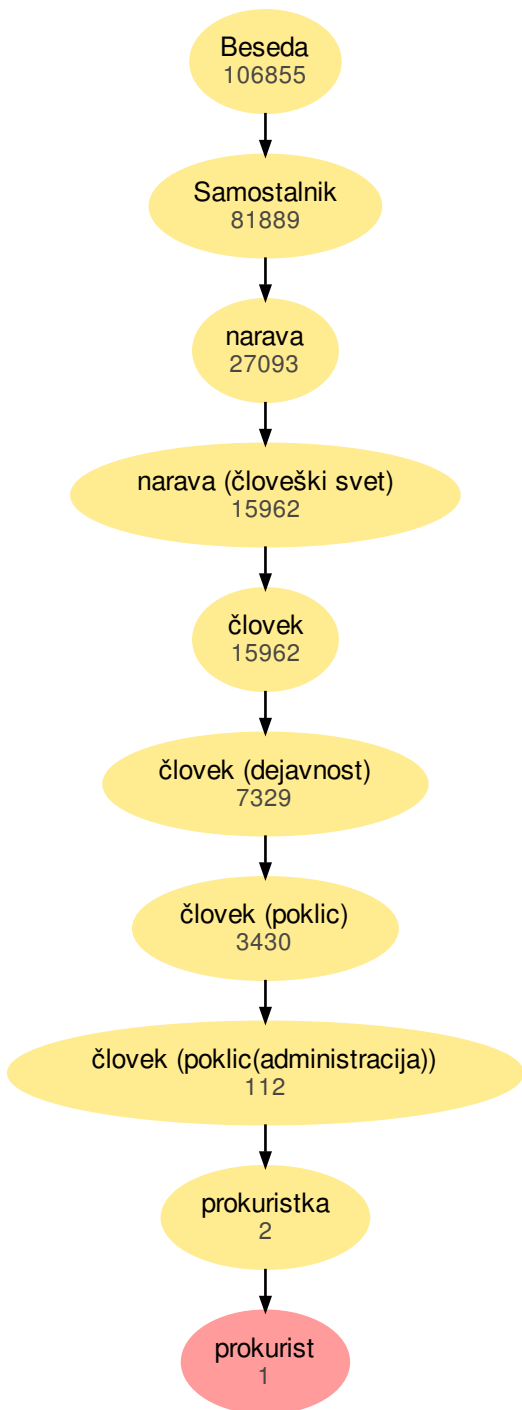 Beseda
106855
Samostalnik
81889
narava
27093
narava (človeški svet)
15962
človek
15962
človek (dejavnost)
7329
človek (poklic)
3430
človek (poklic(administracija))
112
prokuristka
2
prokurist
1